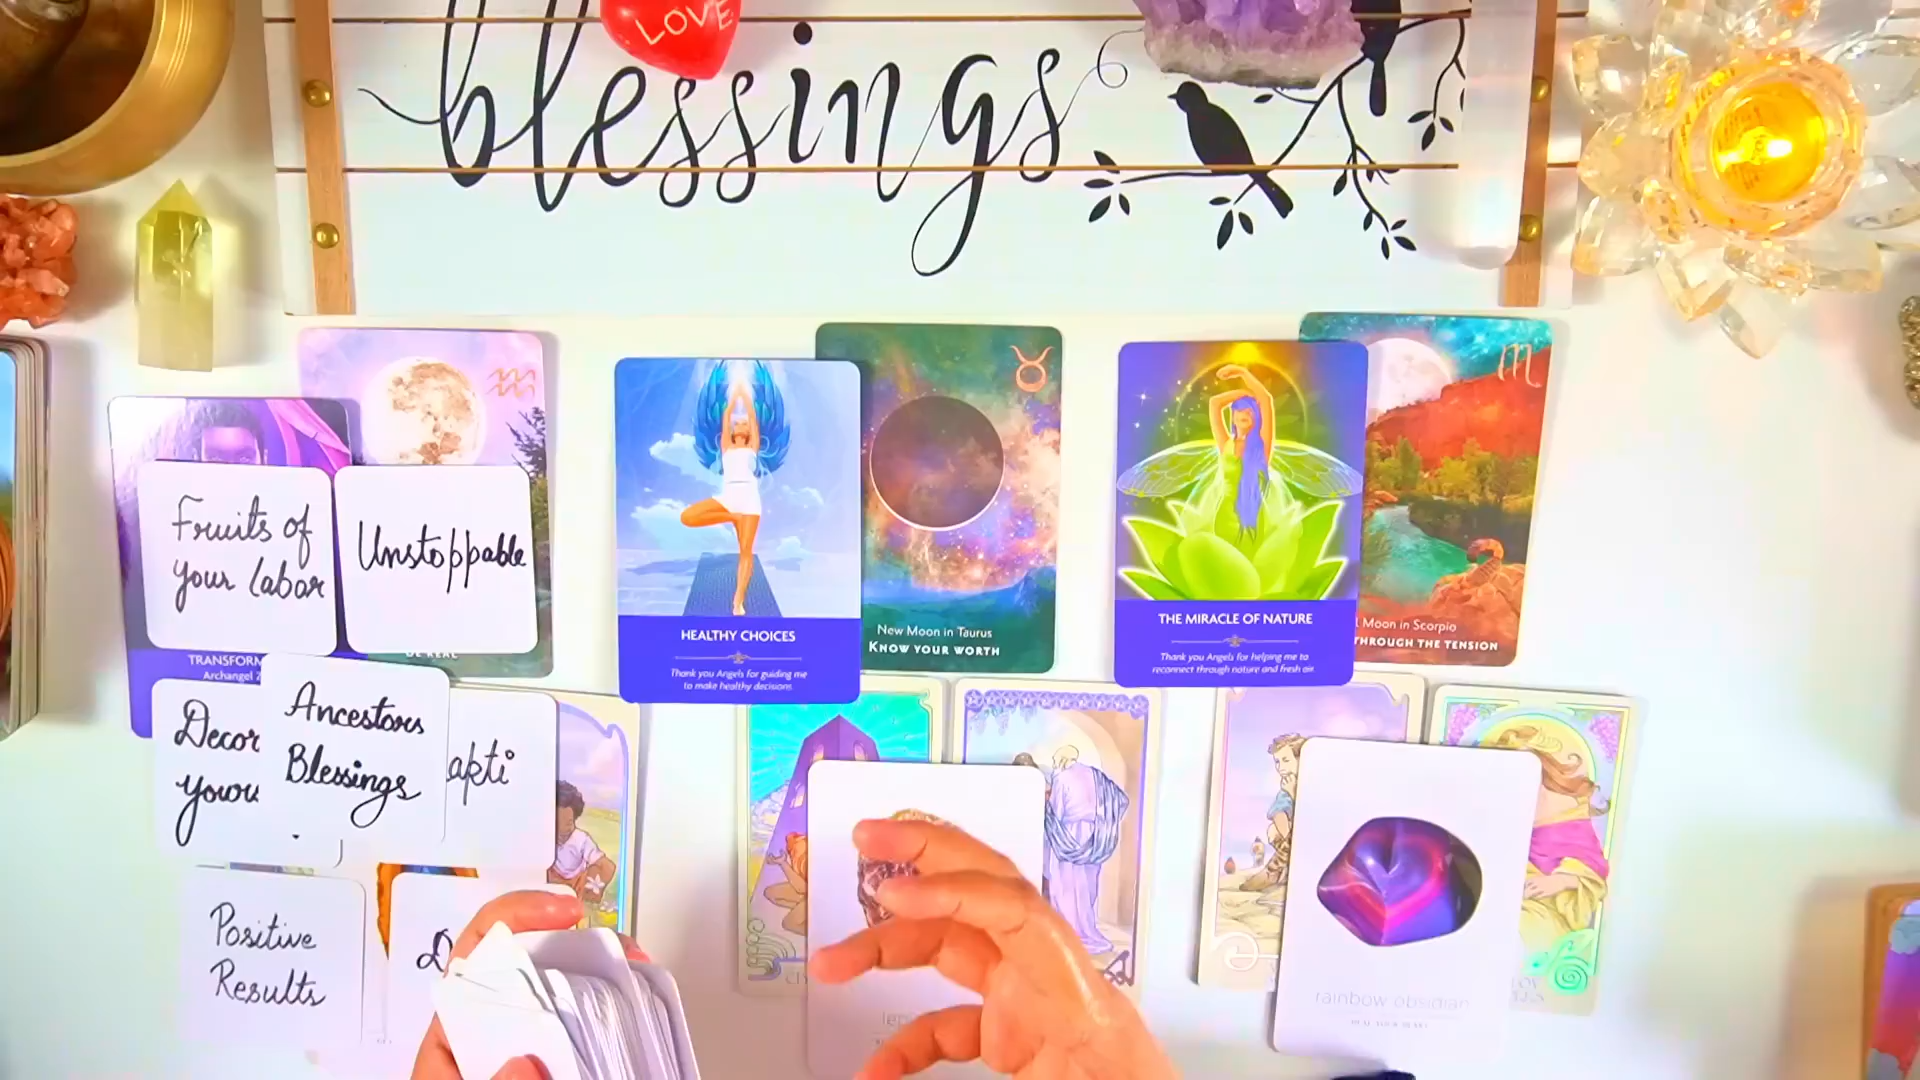 LOVE
blessings
Fruits of
your labor
Unstoppable
BE REAL
TRANSFORM
Archangel
HEALTHY CHOICES
Thank you Angels for guiding me
to make healthy decisions.
New Moon in Taurus
KNOW YOUR WORTH
THE MIRACLE OF NATURE
Thank you Angels for helping me to
reconnect through nature and fresh air.
Moon in Scorpio
THROUGH THE TENSION
Ancestors
Blessings
akti
Positive
Results
D
rainbow obsidian